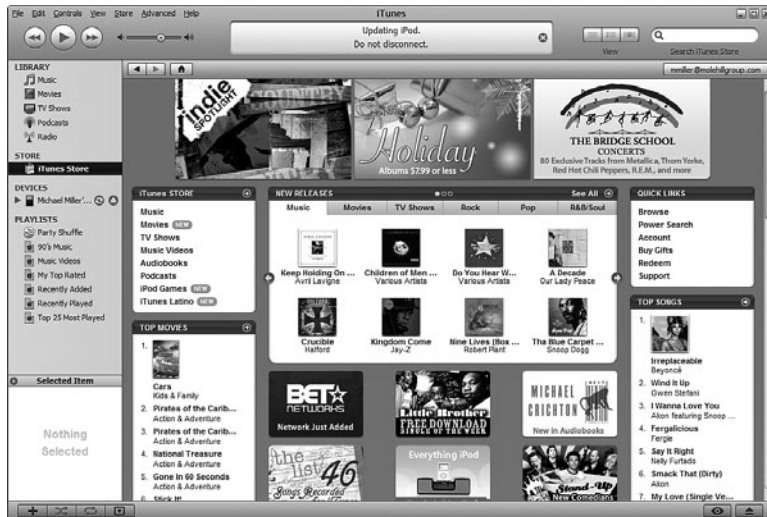 File Edit Controls View Store Advanced Help
iTunes
Updating iPod.
Do not disconnect.
View
Search iTunes Store
LIBRARY
Music
Movies
TV Shows
Podcasts
Radio
STORE
iTunes Store
DEVICES
Michael Miller'...
PLAYLISTS
Party Shuffle
90's Music
Music Videos
My Top Rated
Recently Added
Recently Played
Top 25 Most Played
Selected Item
Nothing
Selected
mmiller@molehillgroup.com
indie
SPOTLIGHT
COUNTRY
Holiday
Albums $7.99 or less
THE BRIDGE SCHOOL
CONCERTS
80 Exclusive Tracks from Metallica, Thom Yorke,
Red Hot Chili Peppers, R.E.M., and more
iTunes STORE
Music
Movies NEW
TV Shows
Music Videos
Audiobooks
Podcasts
iPod Games NEW
iTunes Latino NEW
TOP MOVIES
1.
Cars
Kids & Family
2. Pirates of the Carib...
Action & Adventure
3. Pirates of the Carib...
Action & Adventure
4. National Treasure
Action & Adventure
5. Gone In 60 Seconds
Action & Adventure
6. Stick It!
NEW RELEASES
See All
Music Movies TV Shows Rock Pop R&B/Soul
Keep Holding On ...
Avril Lavigne
Children of Men ...
Various Artists
Do You Hear W...
Various Artists
A Decade
Our Lady Peace
Crucible
Halford
Kingdom Come
Jay-Z
Nine Lives (Box ...
Robert Plant
Tha Blue Carpet ...
Snoop Dogg
BET
NETWORKS
Network Just Added
Little Brother
FREE DOWNLOAD
SINGLE OF THE WEEK
MICHAEL
CRICHTON
New in Audiobooks
the list 46
Songs Recorded
Everything iPod
Stand-Up
New Comedians
QUICK LINKS
Browse
Power Search
Account
Buy Gifts
Redeem
Support
TOP SONGS
1.
Irreplaceable
Beyoncé
2. Wind It Up
Gwen Stefani
3. I Wanna Love You
Akon featuring Snoop ...
4. Fergalicious
Fergie
5. Say It Right
Nelly Furtado
6. Smack That (Dirty)
Akon
7. My Love (Single Ve...